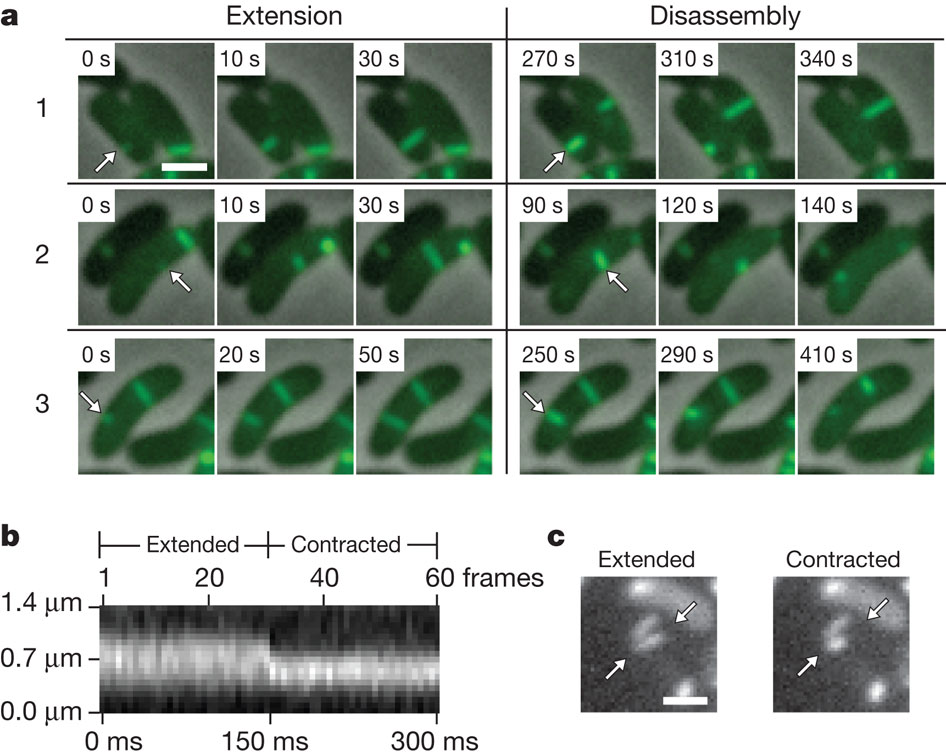 a
Extension Disassembly
1
0 s 10 s 30 s 270 s 310 s 340 s
2
0 s 10 s 30 s 90 s 120 s 140 s
3
0 s 20 s 50 s 250 s 290 s 410 s
b
Extended Contracted
1 20 40 60 frames
1.4 μm
0.7 μm
0.0 μm
0 ms 150 ms 300 ms
c
Extended Contracted